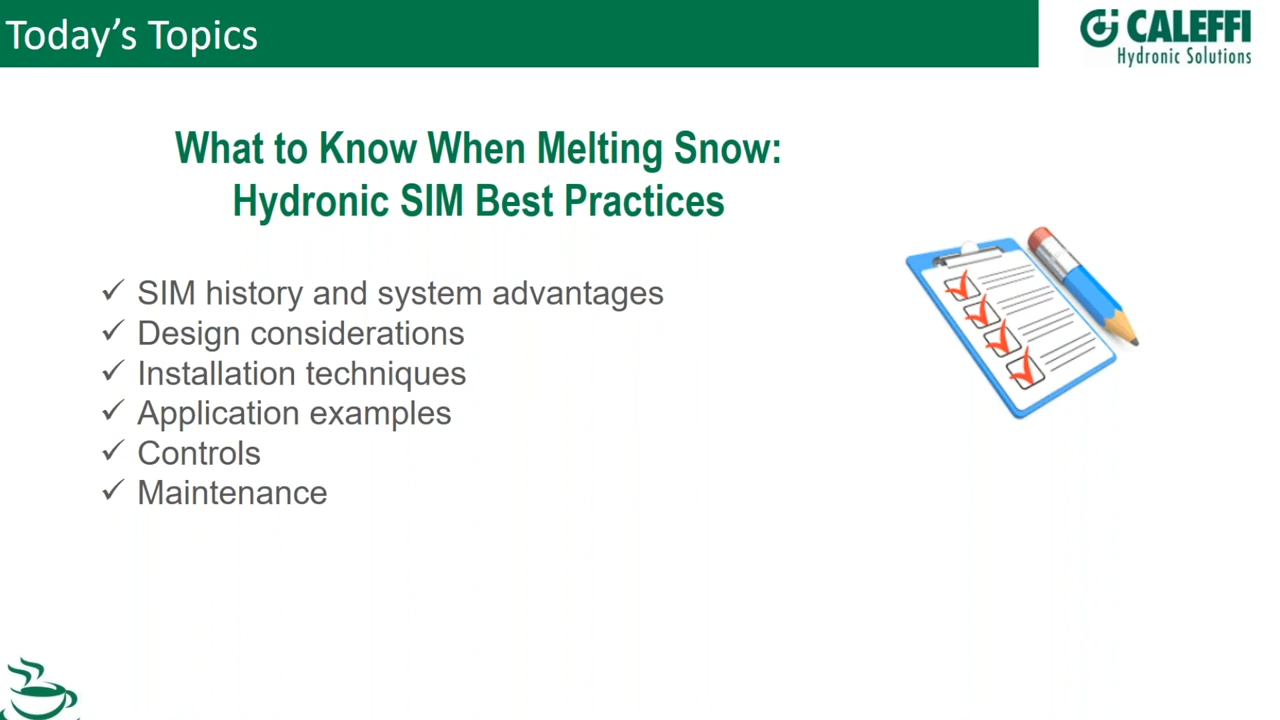 Today's Topics
CALEFFI
Hydronic Solutions
What to Know When Melting Snow:
Hydronic SIM Best Practices
✓ SIM history and system advantages
✓ Design considerations
✓ Installation techniques
✓ Application examples
✓ Controls
✓ Maintenance